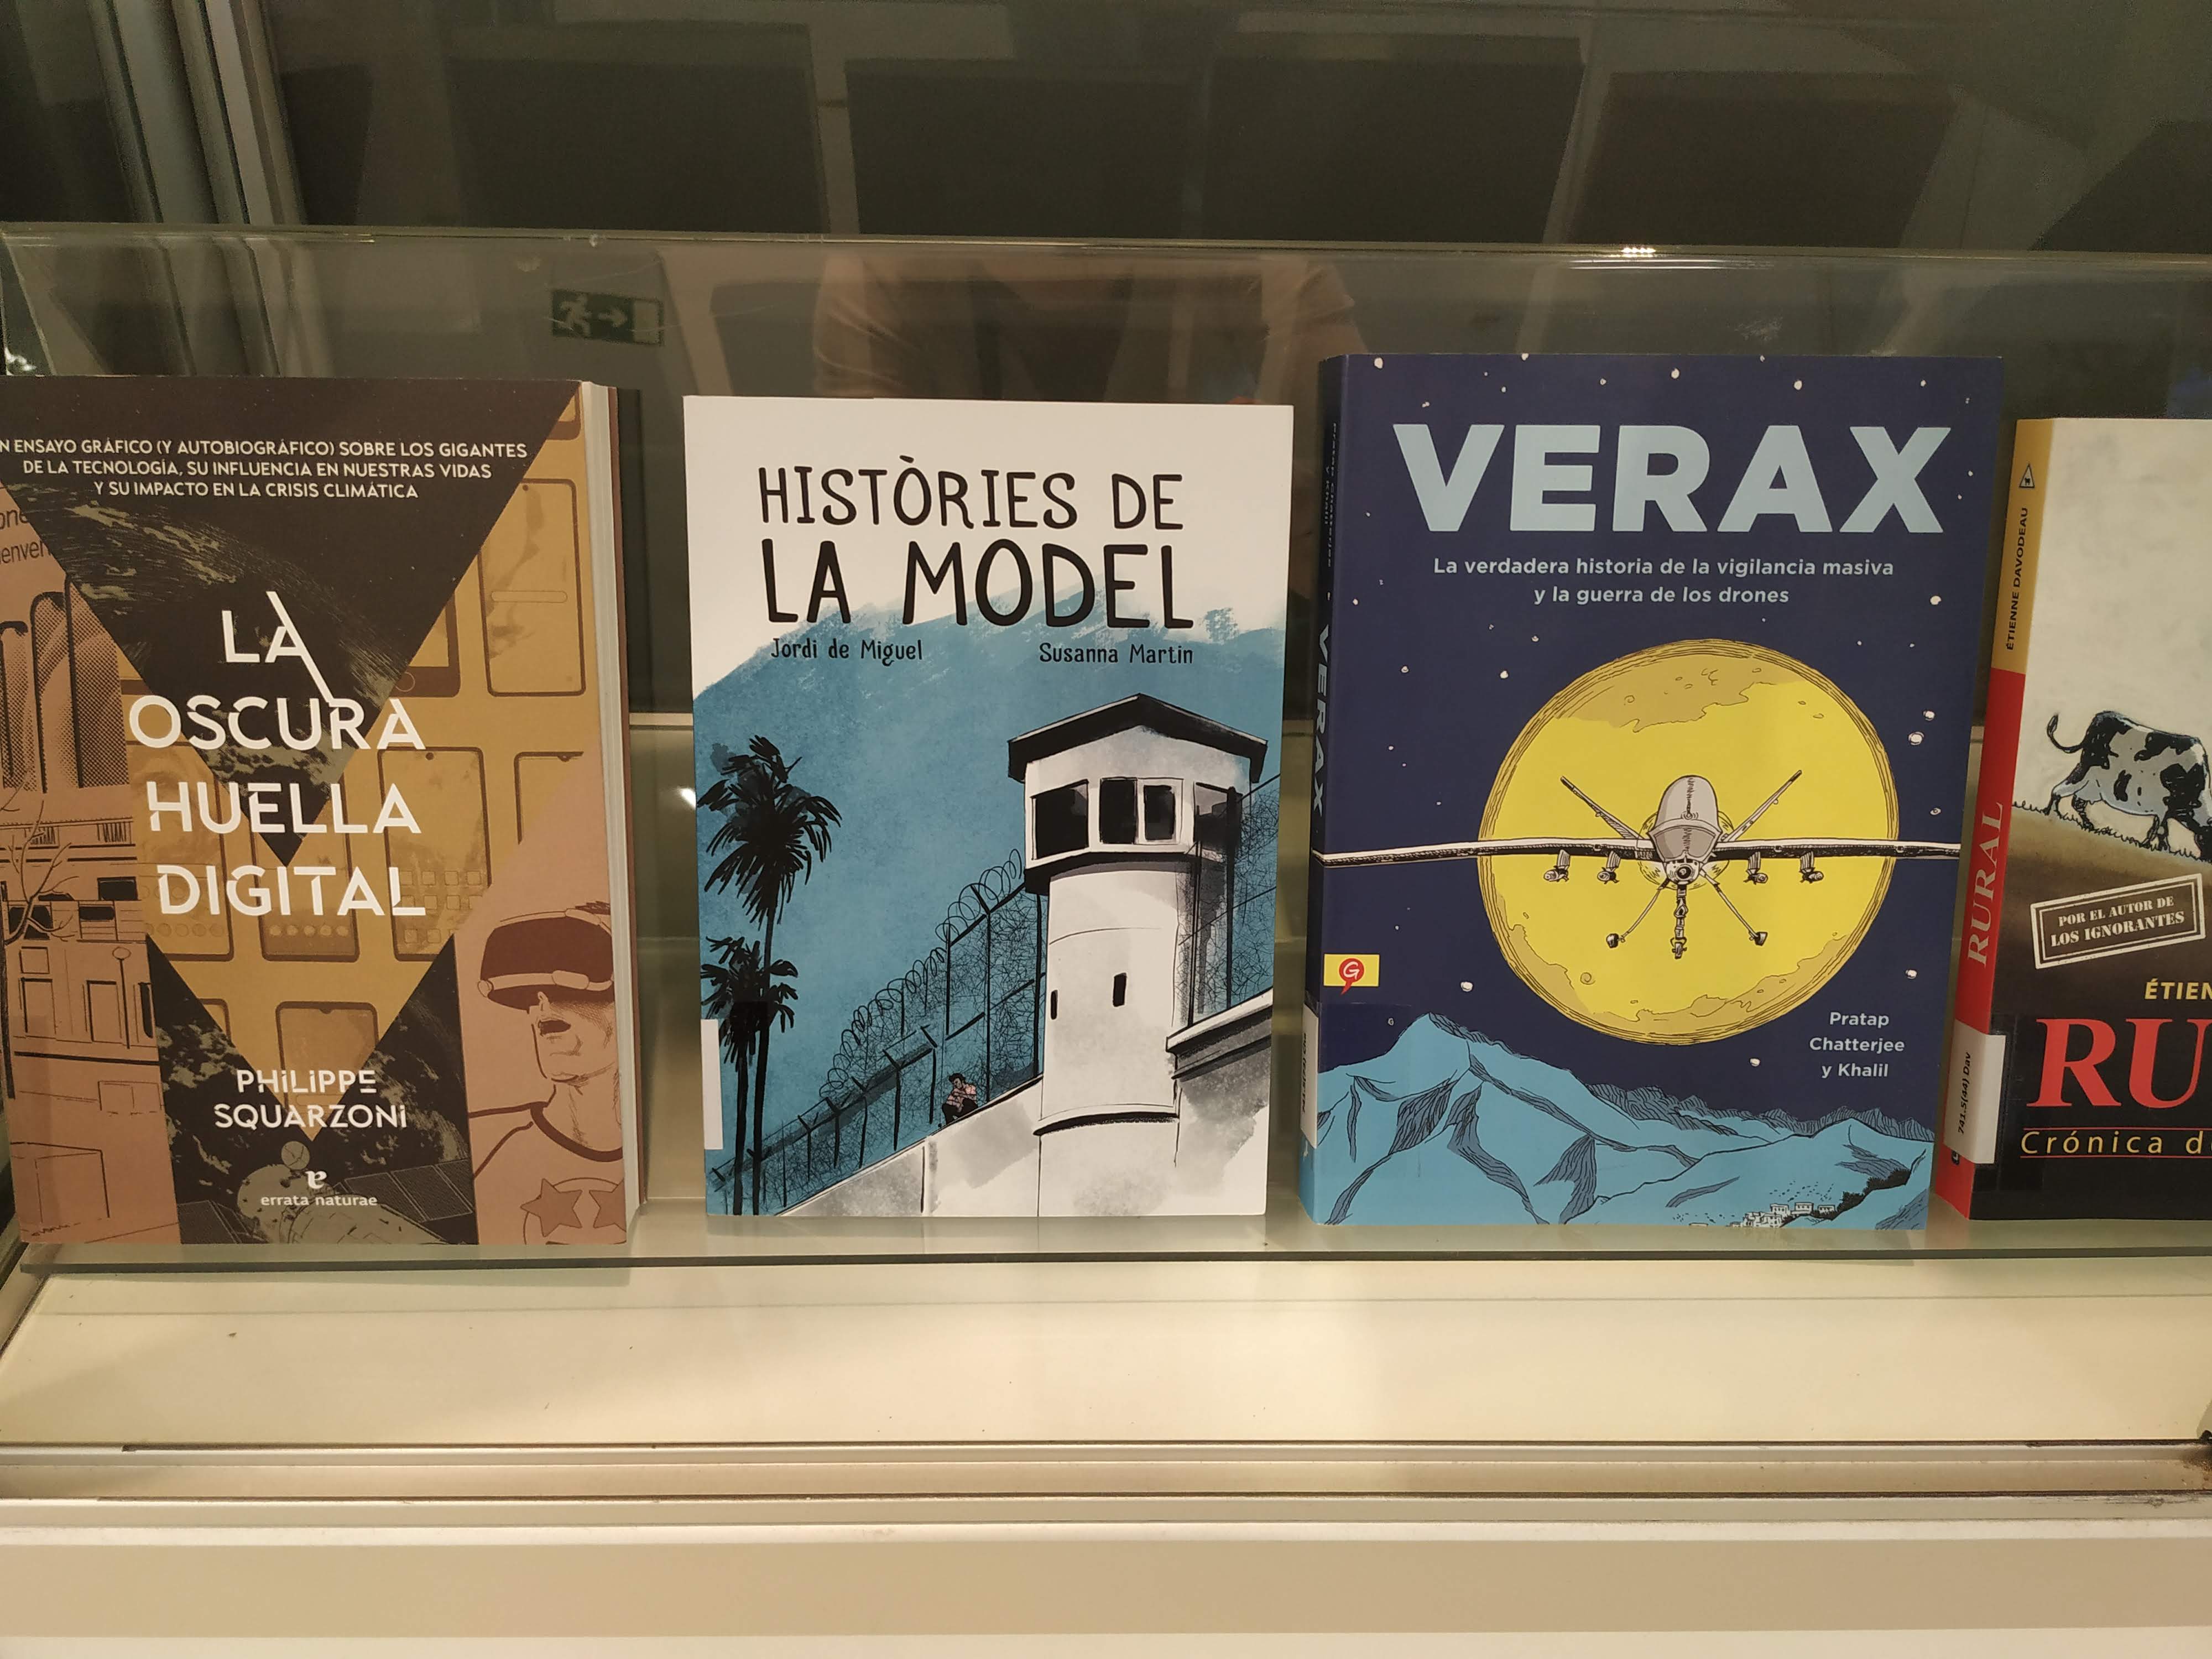 N ENSAYO GRÁFICO (Y AUTOBIOGRÁFICO) SOBRE LOS GIGANTES
DE LA TECNOLOGÍA, SU INFLUENCIA EN NUESTRAS VIDAS
Y SU IMPACTO EN LA CRISIS CLIMÁTICA
LA
OSCURA
HUELLA
DIGITAL
PHILIPPE
SQUARZONI
errata naturae
HISTÒRIES DE
LA MODEL
Jordi de Miguel Susanna Martin
VERAX
VERAX
La verdadera historia de la vigilancia masiva
y la guerra de los drones
Pratap
Chatterjee
y Khalil
G
ÉTIENNE DAVODEAU
RURAL
741.5(44) Dav
POR EL AUTOR DE
LOS IGNORANTES
ÉTIEN
RU
Crónica d